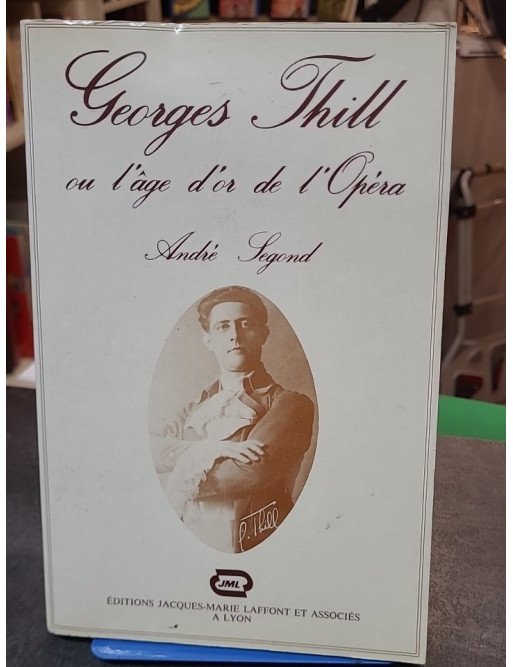 Georges Thill
ou l'âge d'or de l'Opéra
André Segond
G. Thill
JML
ÉDITIONS JACQUES-MARIE LAFFONT ET ASSOCIÉS
A LYON